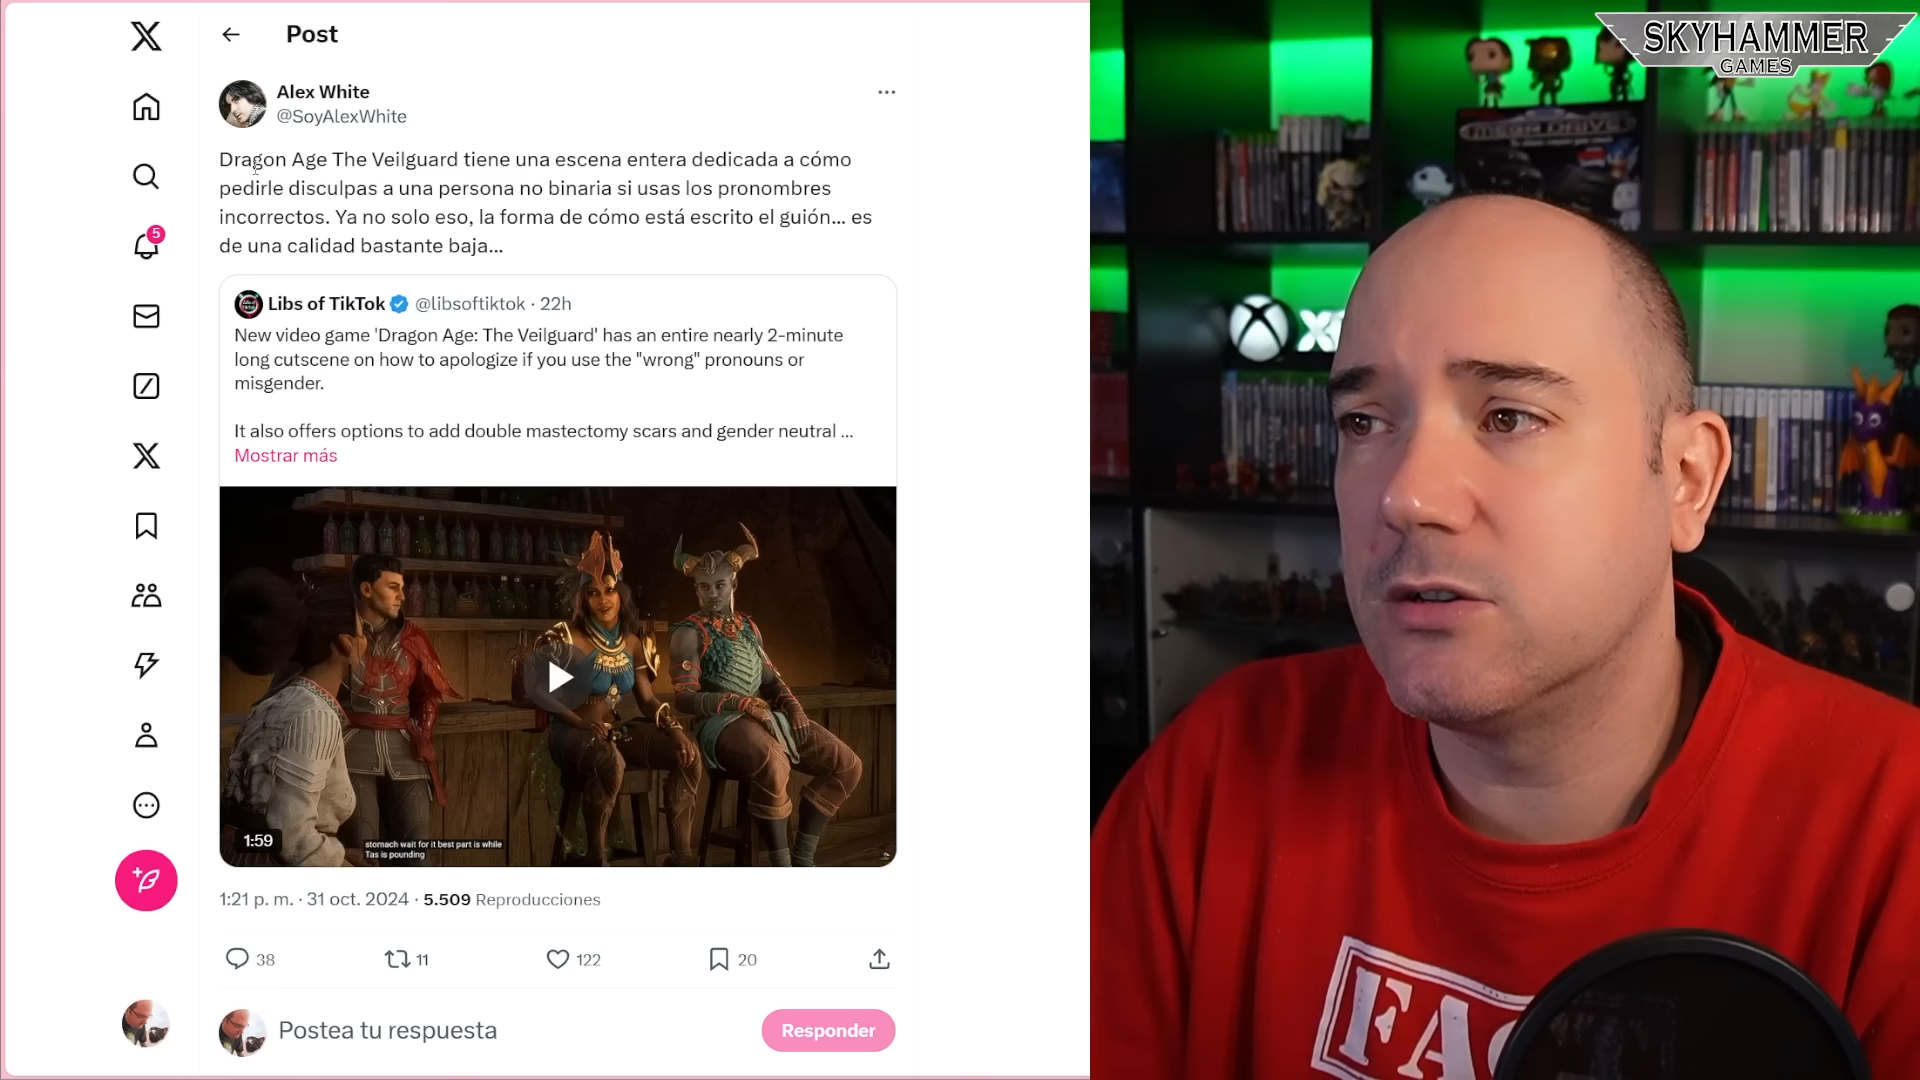 Post
SKYHAMMER
GAMES
Alex White
@SoyAlexWhite
Dragon Age The Veilguard tiene una escena entera dedicada a cómo
pedirle disculpas a una persona no binaria si usas los pronombres
incorrectos. Ya no solo eso, la forma de cómo está escrito el guión... es
de una calidad bastante baja...
5
Libs of TikTok @libsoftiktok · 22h
New video game 'Dragon Age: The Veilguard' has an entire nearly 2-minute
long cutscene on how to apologize if you use the "wrong" pronouns or
misgender.
It also offers options to add double mastectomy scars and gender neutral ...
Mostrar más
1:59
stomach wait for it best part is while
Tas is pounding
1:21 p. m. · 31 oct. 2024 · 5.509 Reproducciones
38
11
122
20
Postea tu respuesta
Responder
MEGA DRIVE